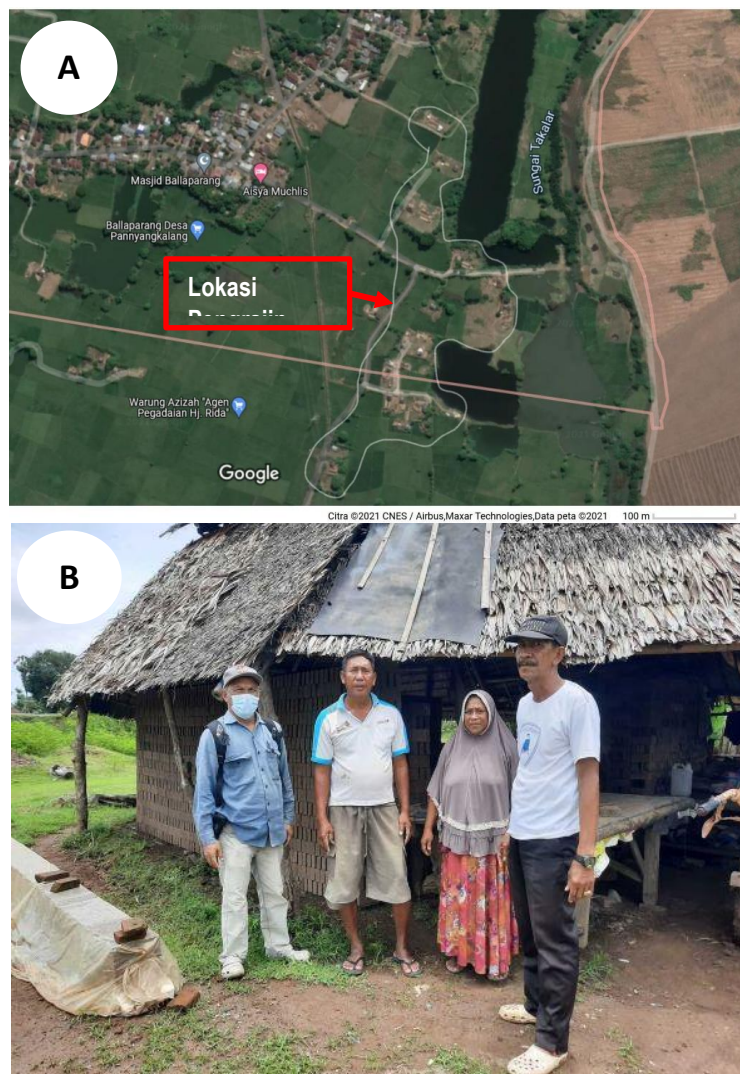 A
Sungai Takalar
Masjid Ballaparang
Aisya Muchlis
Ballaparang Desa
Pannyangkalang
Lokasi
Warung Azizah "Agen
Pegadaian Hj. Rida"
Google
Citra ©2021 CNES / Airbus,Maxar Technologies,Data peta ©2021 100 m
B